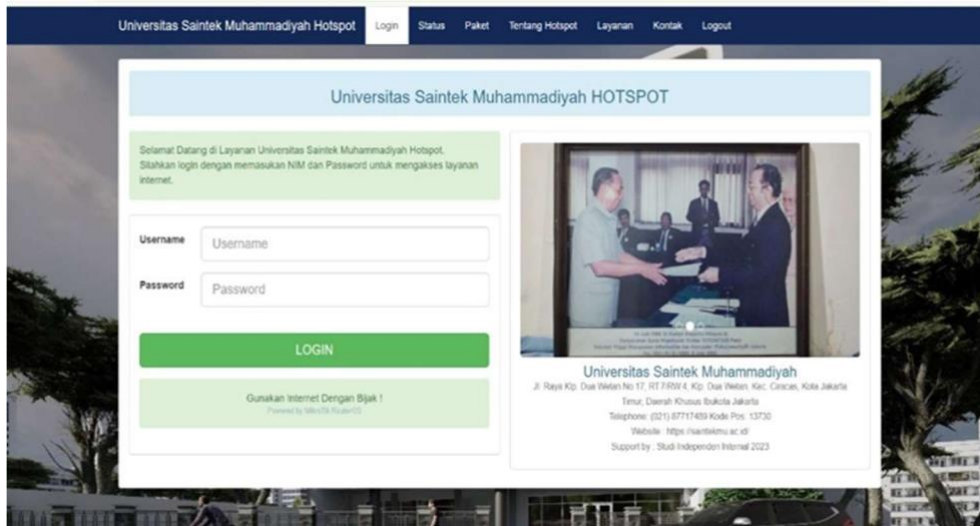 Universitas Saintek Muhammadiyah Hotspot Login Status Paket Tentang Hotspot Layanan Kontak Logout
Universitas Saintek Muhammadiyah HOTSPOT
Selamat Datang di Layanan Universitas Saintek Muhammadiyah Hotspot.
Silahkan login dengan memasukan NIM dan Password untuk mengakses layanan
internet.
Username Username
Password Password
LOGIN
Gunakan Internet Dengan Bijak !
Powered by MikroTik RouterOS
Universitas Saintek Muhammadiyah
Jl. Raya Klp. Dua Wetan No 17, RT.7/RW.4, Klp. Dua Wetan, Kec. Ciracas, Kota Jakarta
Timur, Daerah Khusus Ibukota Jakarta
Telephone: (021) 87717489 Kode Pos: 13730
Website : https://saintekmu.ac.id/
Support by : Studi Independen Internal 2023